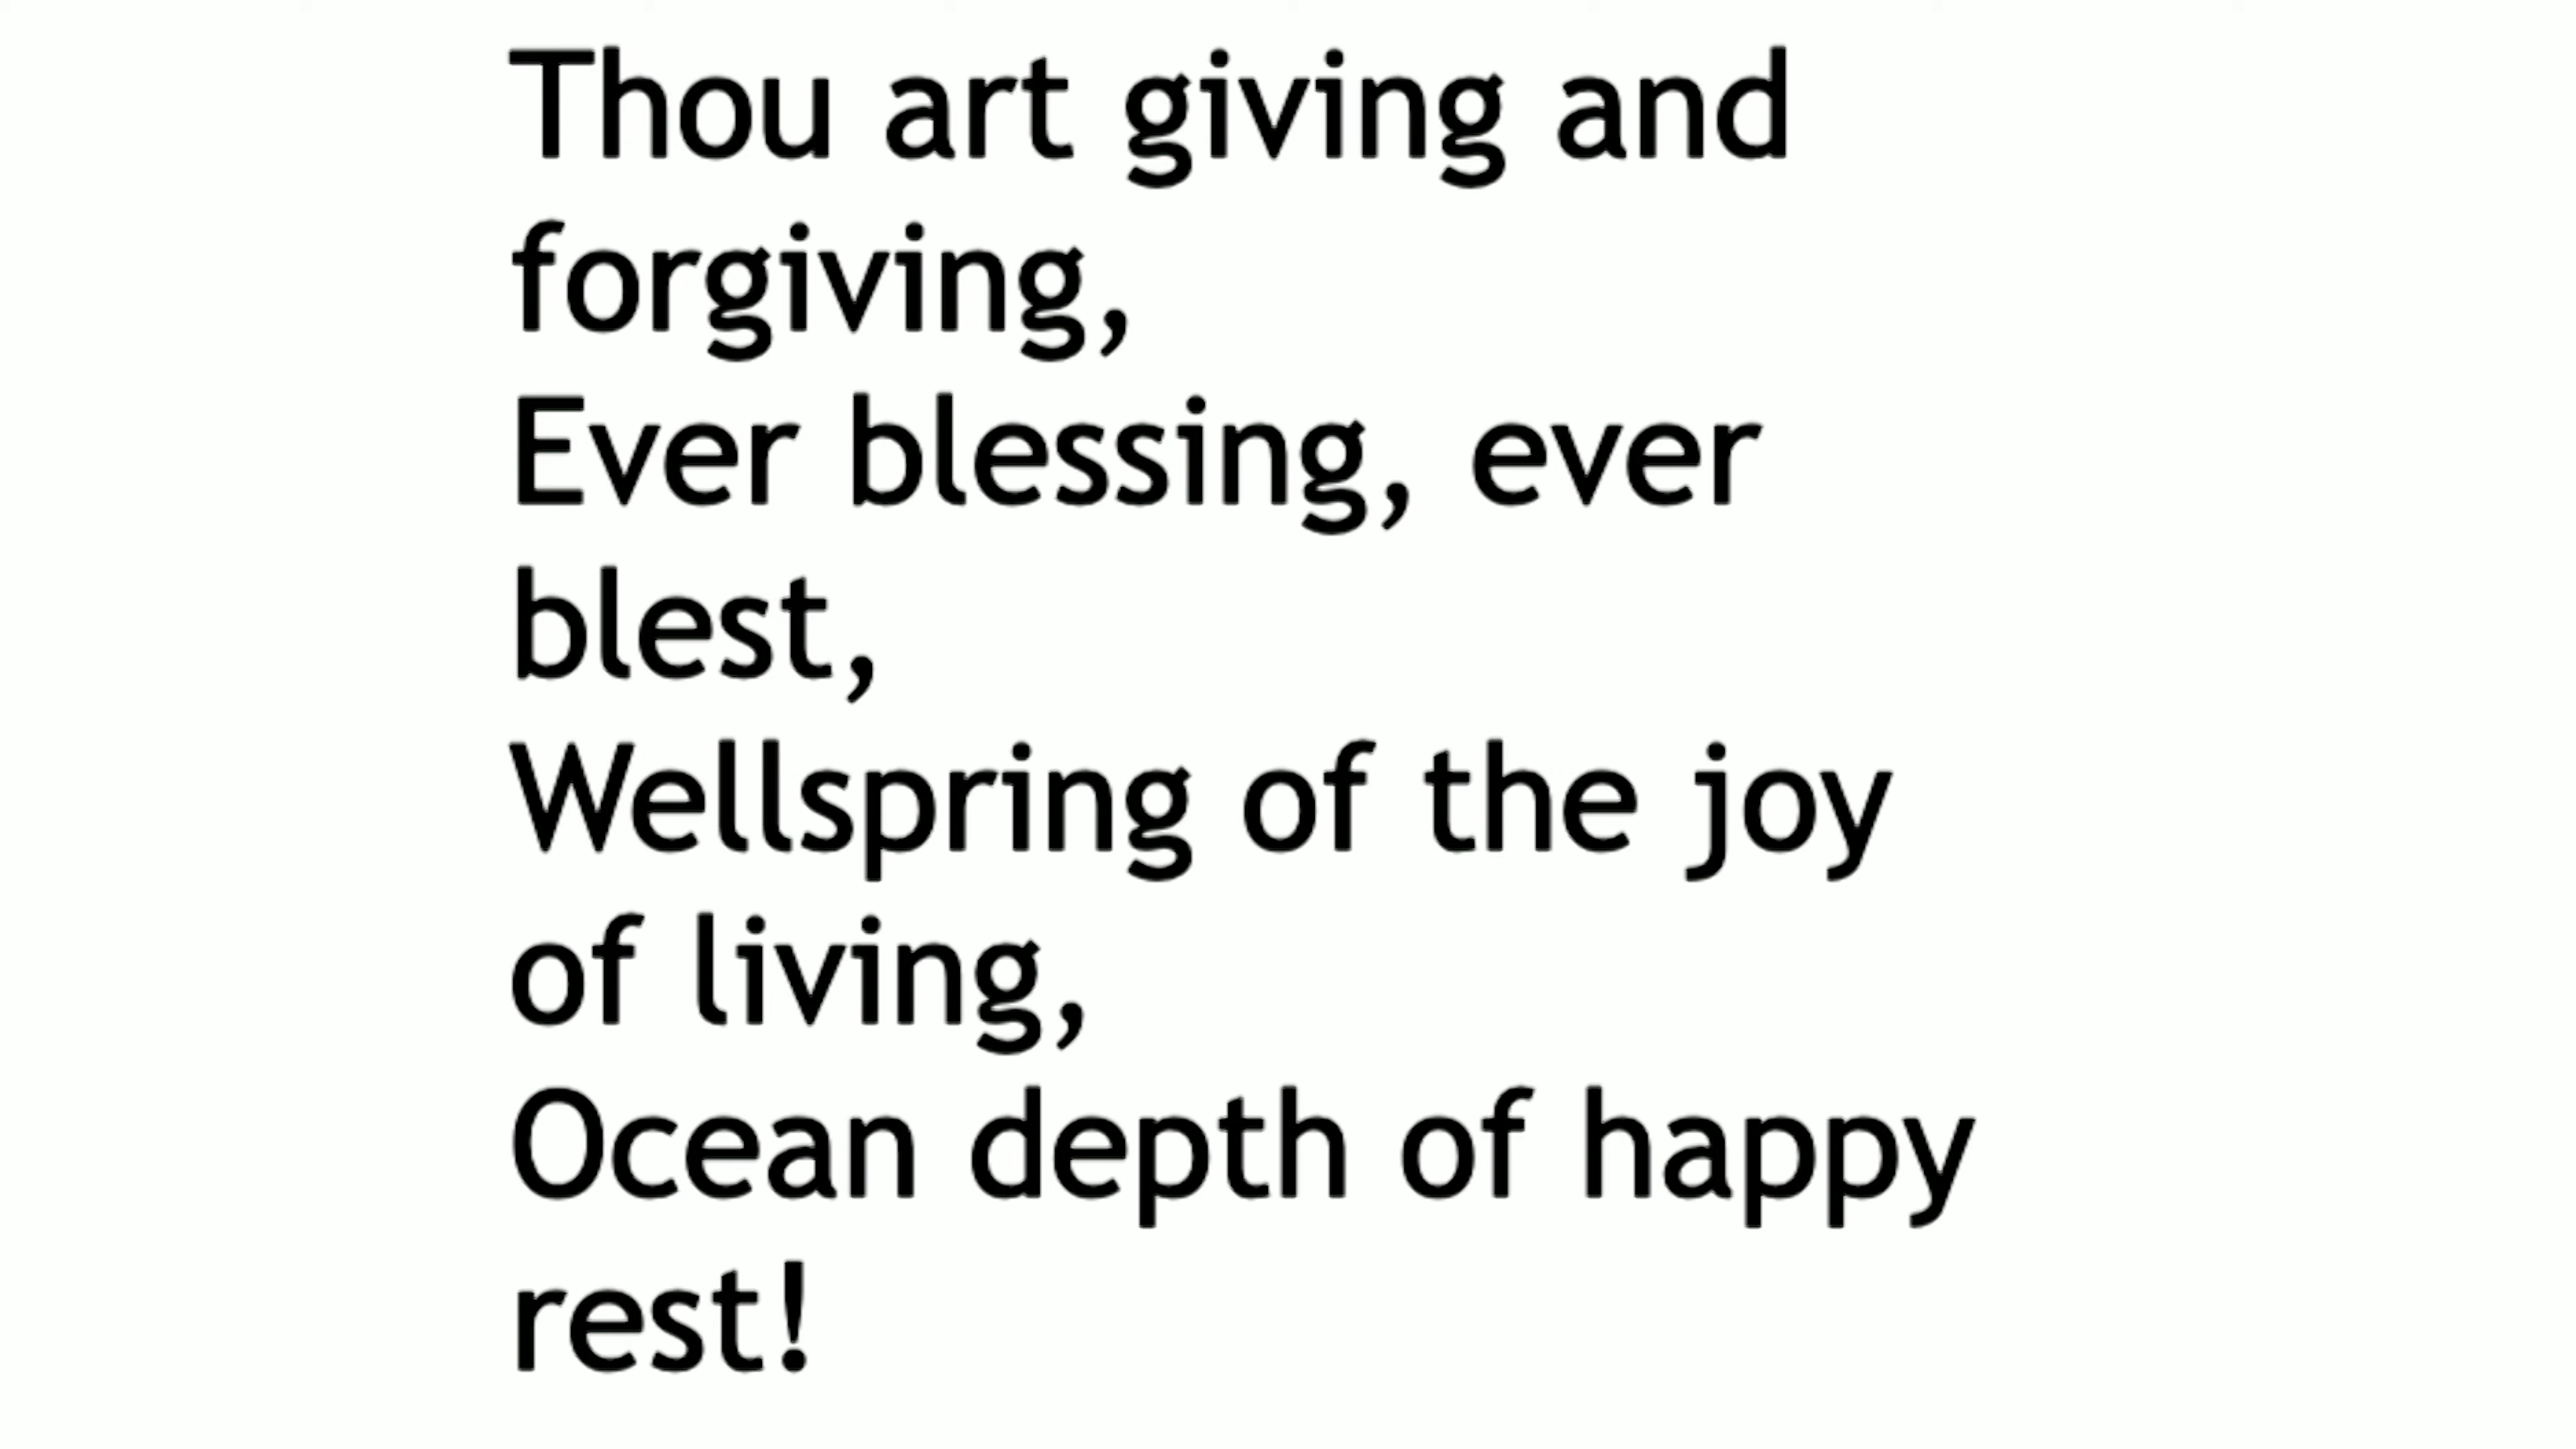 Thou art giving and
forgiving,
Ever blessing, ever
blest,
Wellspring of the joy
of living,
Ocean depth of happy
rest!